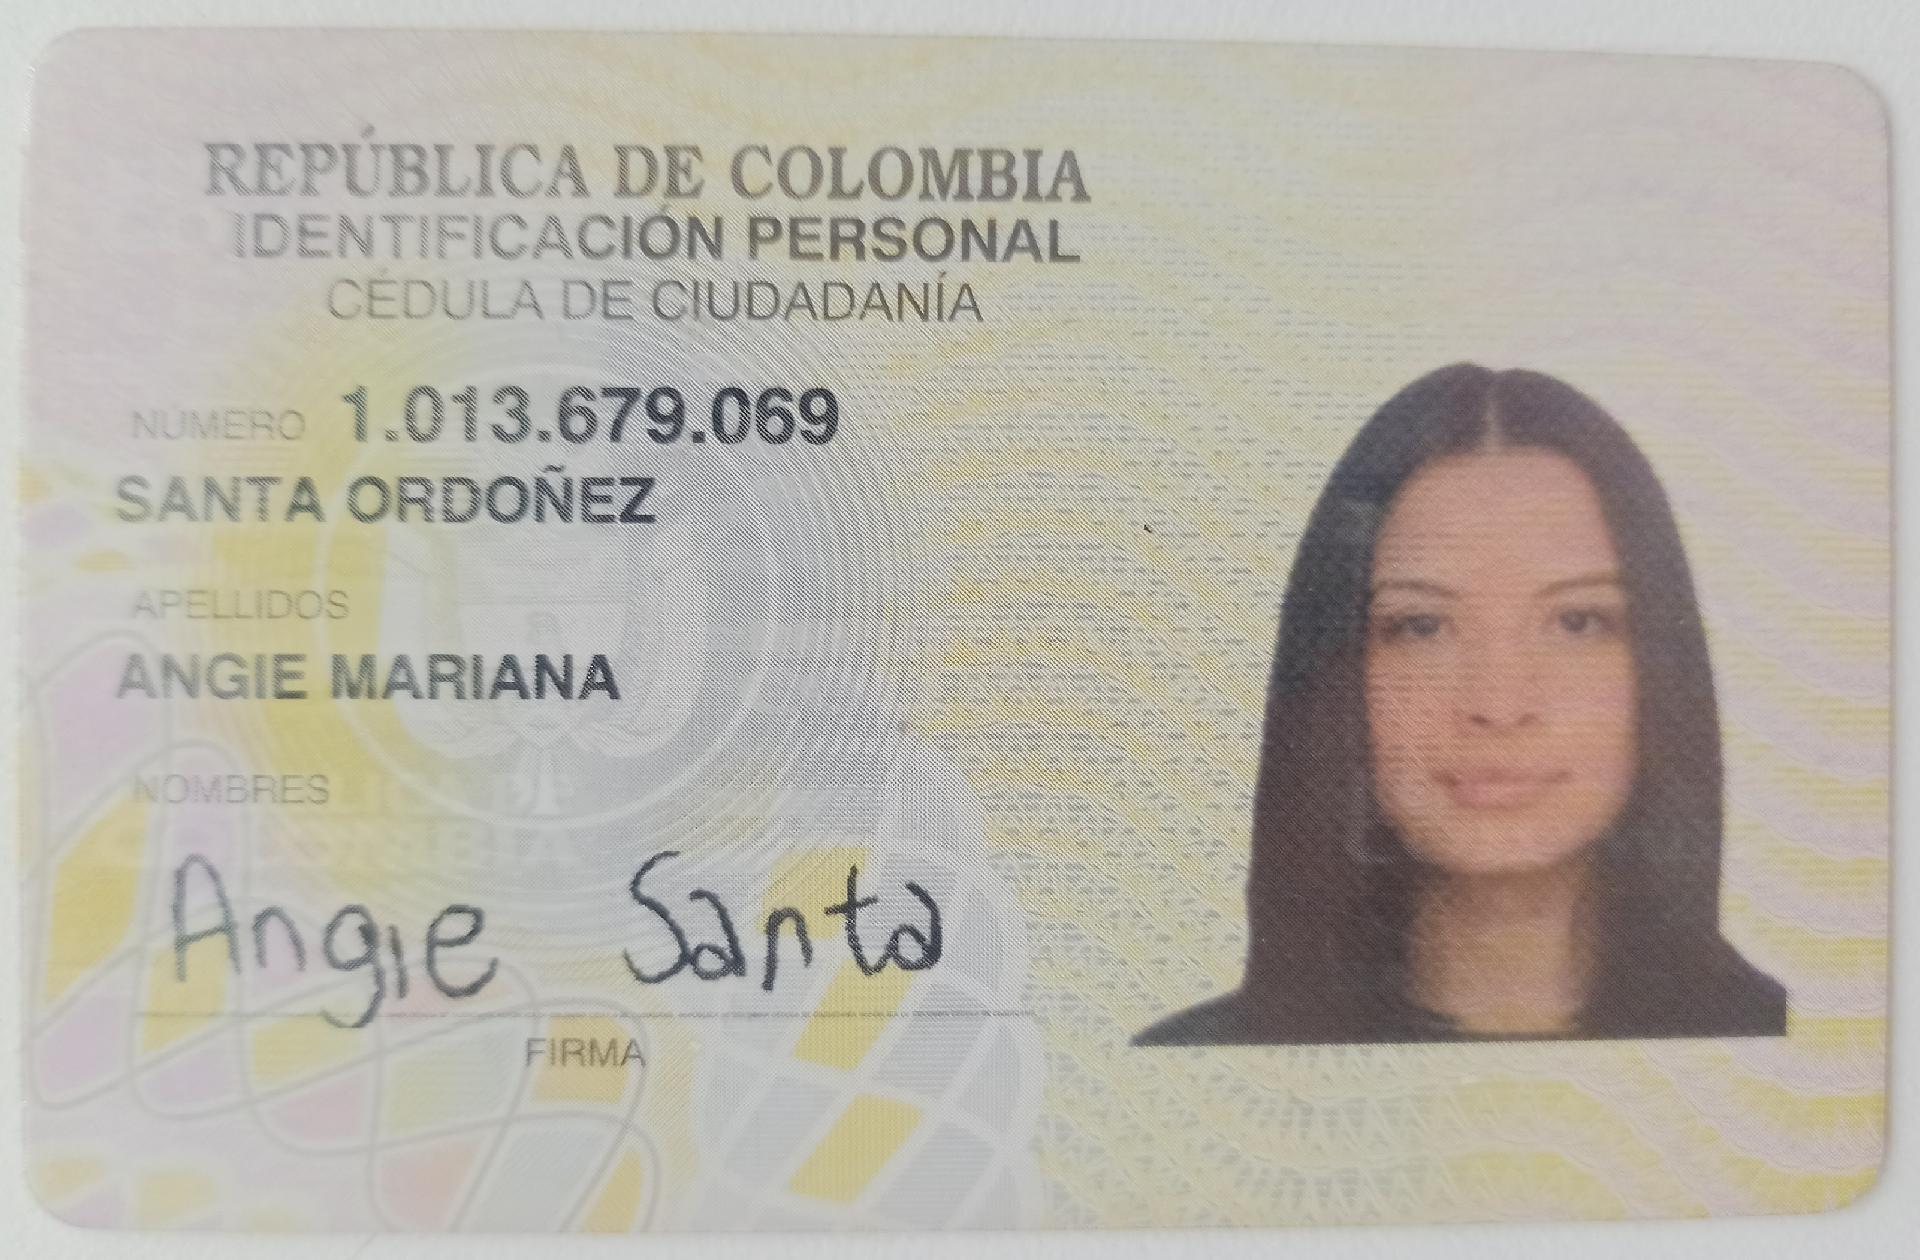 REPÚBLICA DE COLOMBIA
IDENTIFICACIÓN PERSONAL
CÉDULA DE CIUDADANÍA
NÚMERO 1.013.679.069
SANTA ORDOÑEZ
APELLIDOS
ANGIE MARIANA
NOMBRES
Angie Santa
FIRMA